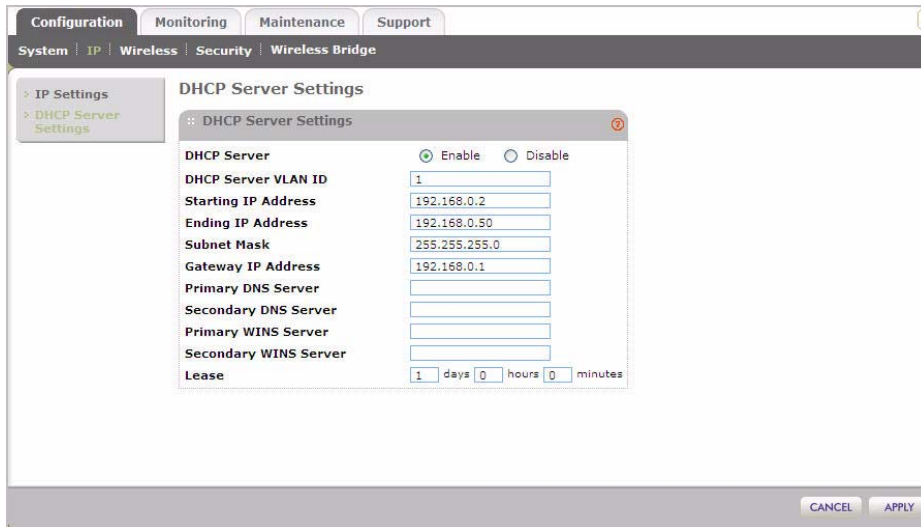 Configuration Monitoring Maintenance Support
System IP Wireless Security Wireless Bridge
> IP Settings
> DHCP Server
Settings
DHCP Server Settings
:: DHCP Server Settings ?
DHCP Server Enable Disable
DHCP Server VLAN ID 1
Starting IP Address 192.168.0.2
Ending IP Address 192.168.0.50
Subnet Mask 255.255.255.0
Gateway IP Address 192.168.0.1
Primary DNS Server
Secondary DNS Server
Primary WINS Server
Secondary WINS Server
Lease 1 days 0 hours 0 minutes
CANCEL APPLY